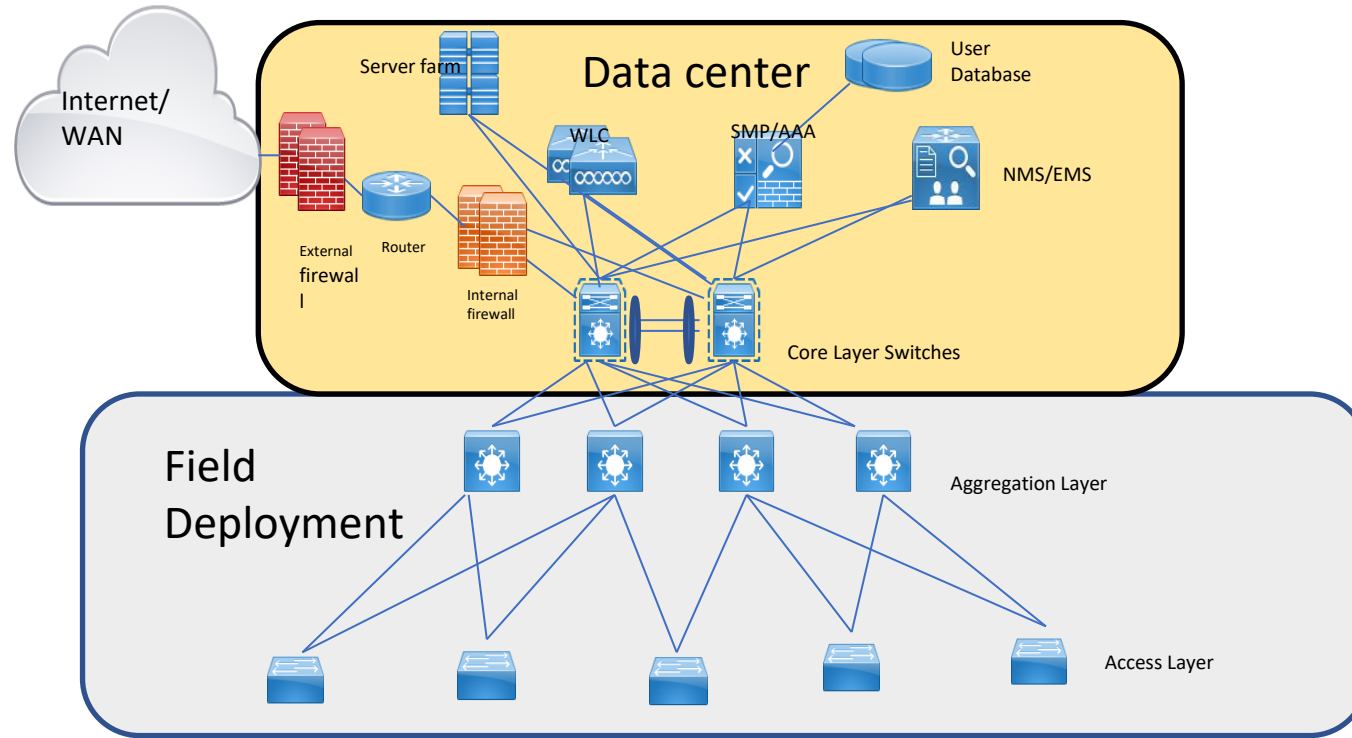 Internet/
WAN
Server farm
Data center
User
Database
WLC
SMP/AAA
NMS/EMS
External
firewal
l
Router
Internal
firewall
Core Layer Switches
Field
Deployment
Aggregation Layer
Access Layer